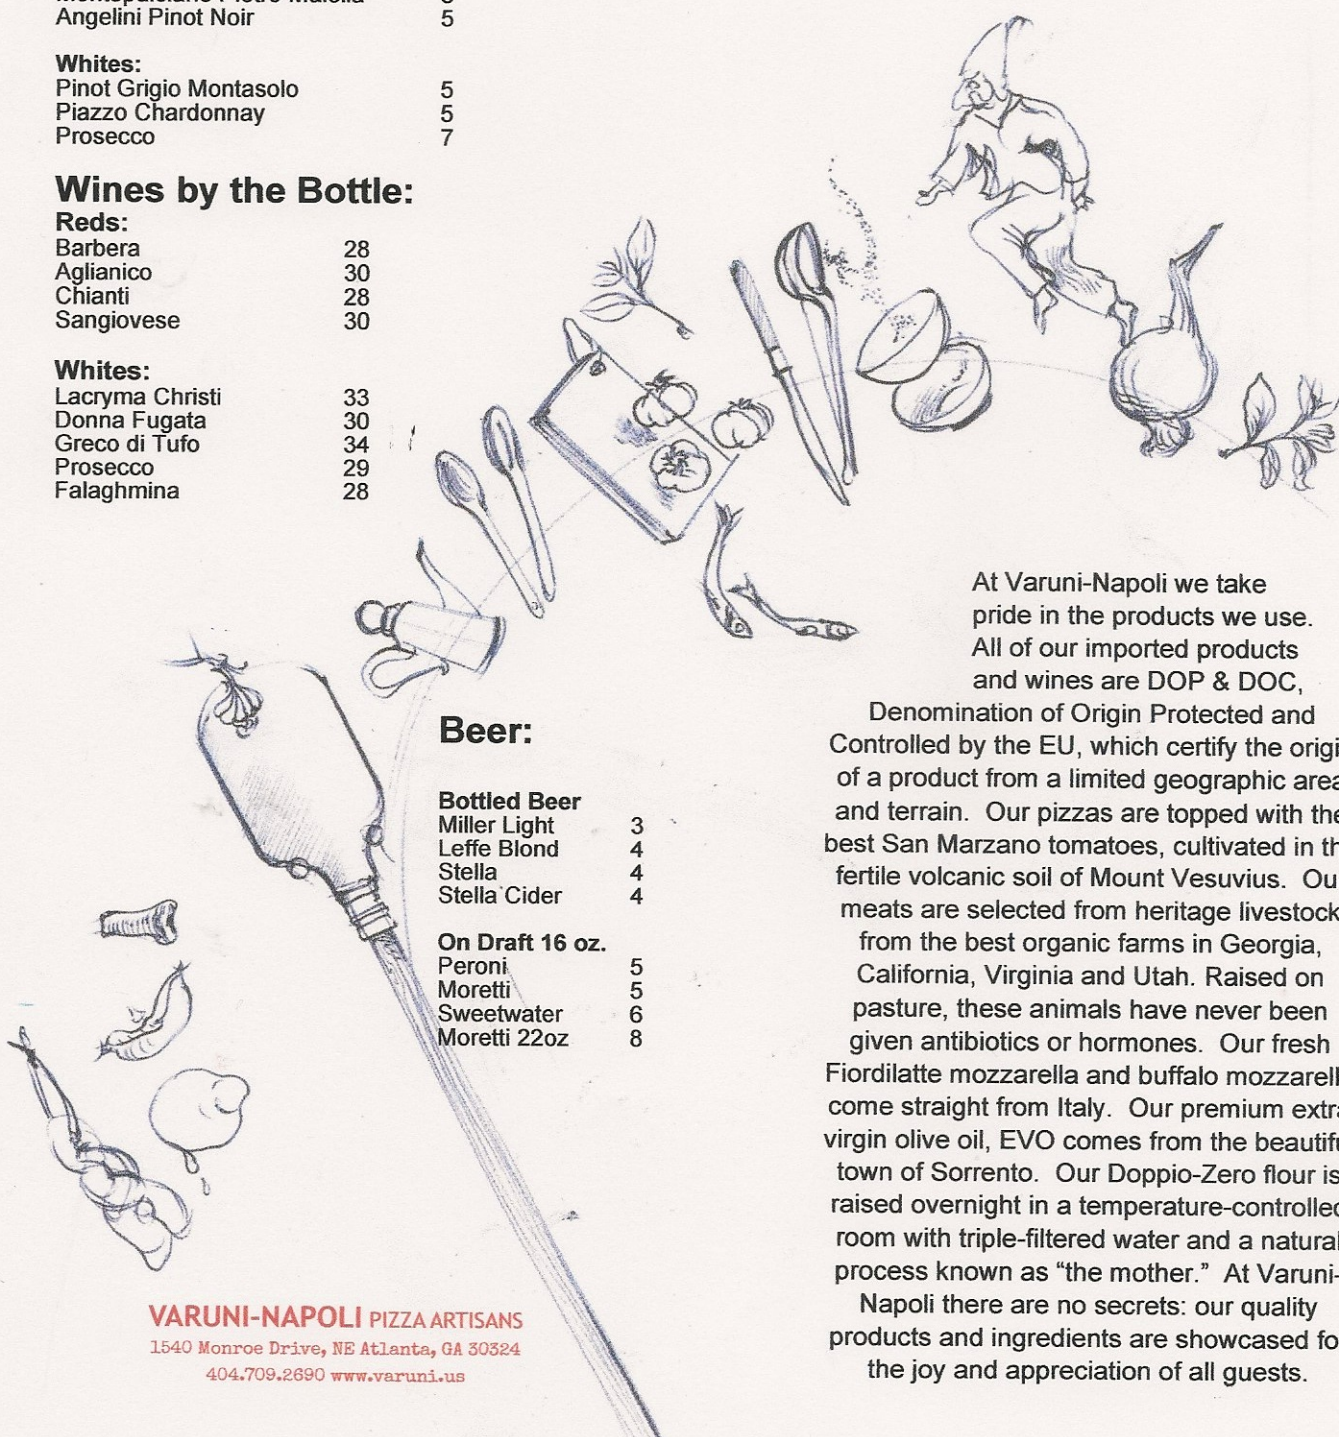 Angelini Pinot Noir 5
Whites:
Pinot Grigio Montasolo 5
Piazzo Chardonnay 5
Prosecco 7
Wines by the Bottle:
Reds:
Barbera 28
Aglianico 30
Chianti 28
Sangiovese 30
Whites:
Lacryma Christi 33
Donna Fugata 30
Greco di Tufo 34
Prosecco 29
Falaghmina 28
Beer:
Bottled Beer
Miller Light 3
Leffe Blond 4
Stella 4
Stella Cider 4
On Draft 16 oz.
Peroni 5
Moretti 5
Sweetwater 6
Moretti 22oz 8
At Varuni-Napoli we take
pride in the products we use.
All of our imported products
and wines are DOP & DOC,
Denomination of Origin Protected and
Controlled by the EU, which certify the origi
of a product from a limited geographic area
and terrain. Our pizzas are topped with the
best San Marzano tomatoes, cultivated in th
fertile volcanic soil of Mount Vesuvius. Ou
meats are selected from heritage livestock
from the best organic farms in Georgia,
California, Virginia and Utah. Raised on
pasture, these animals have never been
given antibiotics or hormones. Our fresh
Fiordilatte mozzarella and buffalo mozzarell
come straight from Italy. Our premium extra
virgin olive oil, EVO comes from the beautifu
town of Sorrento. Our Doppio-Zero flour is
raised overnight in a temperature-controlled
room with triple-filtered water and a natural
process known as “the mother.” At Varuni-
Napoli there are no secrets: our quality
products and ingredients are showcased fo
the joy and appreciation of all guests.
VARUNI-NAPOLI PIZZA ARTISANS
1540 Monroe Drive, NE Atlanta, GA 30324
404.709.2690 www.varuni.us